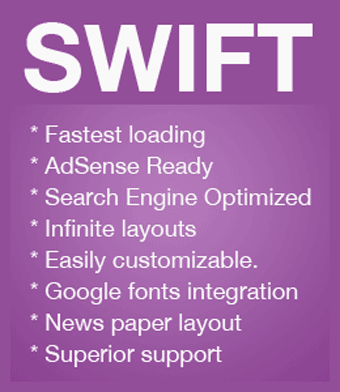 SWIFT
* Fastest loading
* AdSense Ready
* Search Engine Optimized
* Infinite layouts
* Easily customizable.
* Google fonts integration
* News paper layout
* Superior support